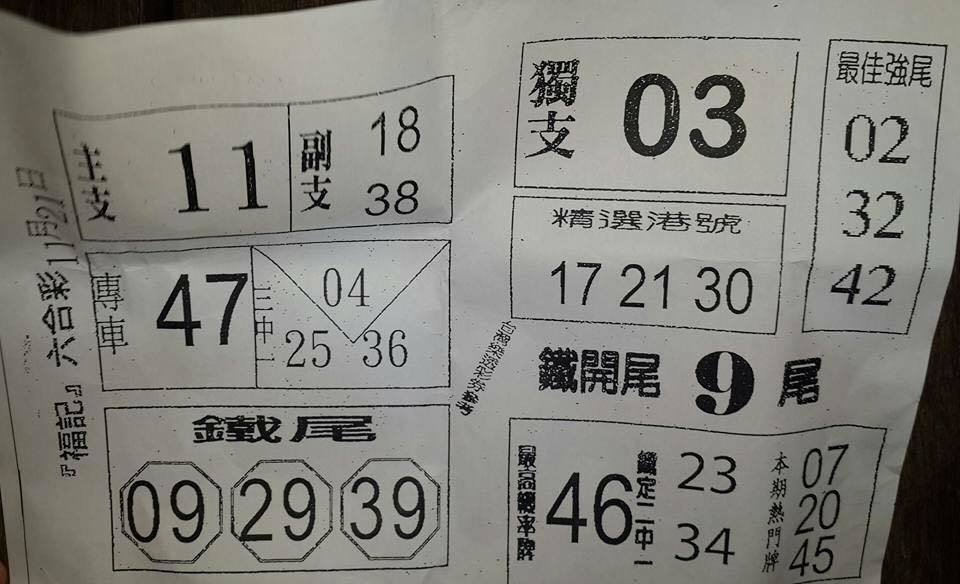 『福記』六合彩11月21日
主支 11
副支 18 38
專車 47
三中一 04 25 36
鐵尾
09 29 39
獨支 03
精選港號
17 21 30
最佳強尾
02
32
42
鐵開尾 9 尾
最高機率牌 46
鐵定二中一 23 34
本期熱門牌 07 20 45